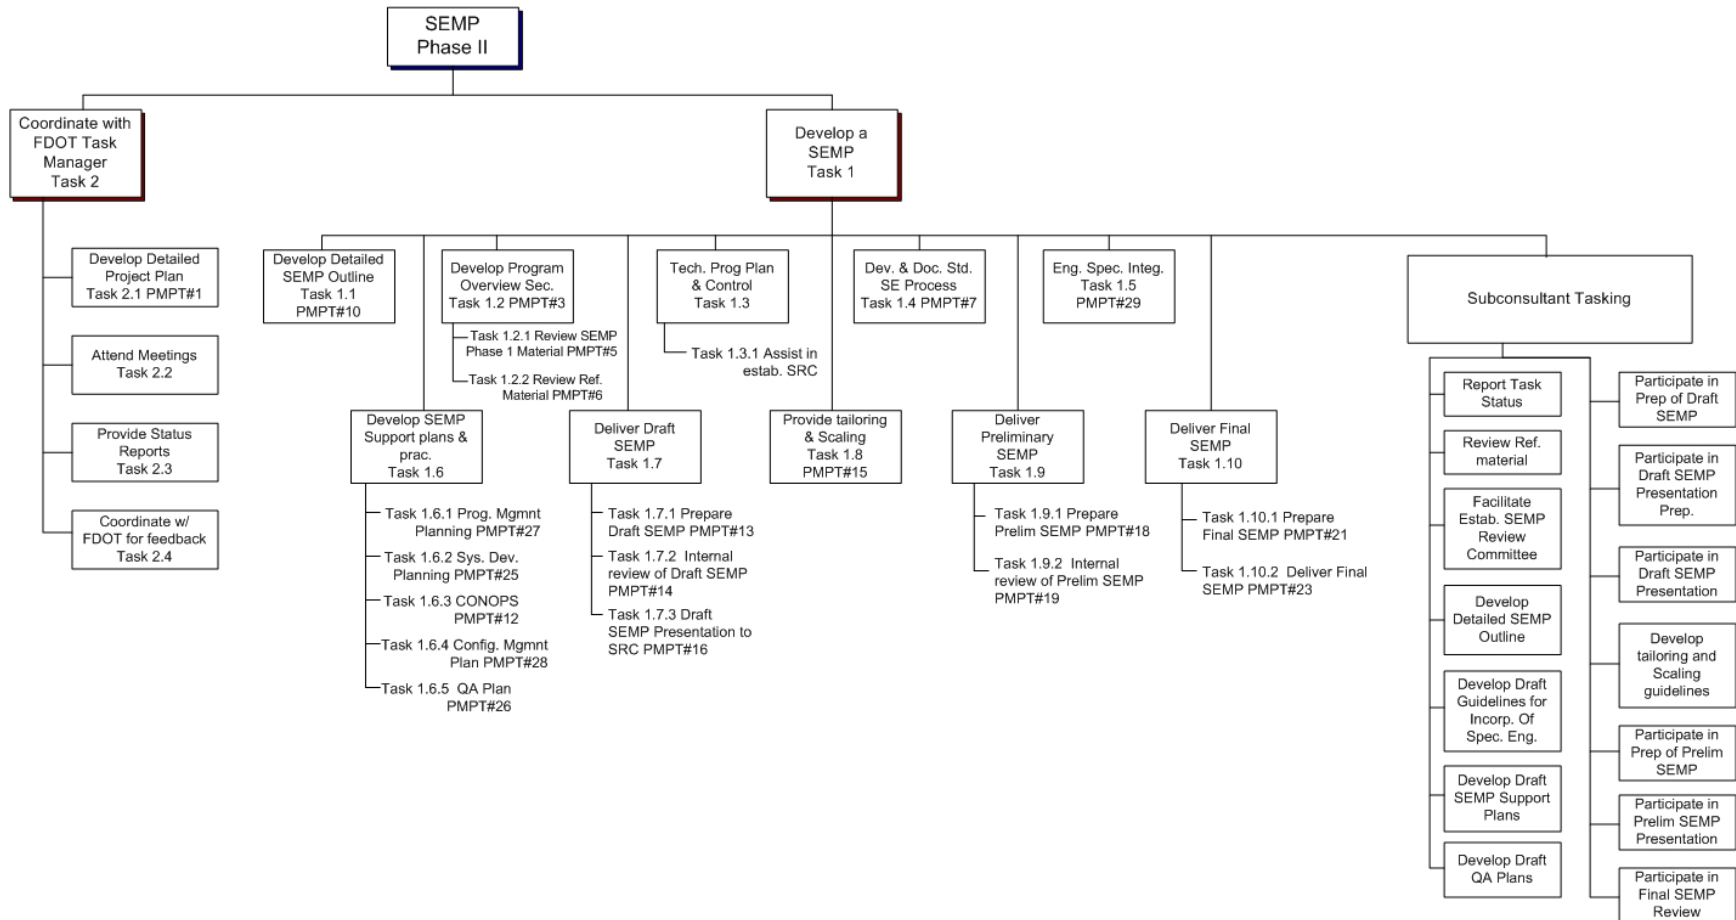 SEMP
Phase II
Coordinate with
FDOT Task
Manager
Task 2
Develop a
SEMP
Task 1
Develop Detailed
Project Plan
Task 2.1 PMPT#1
Attend Meetings
Task 2.2
Provide Status
Reports
Task 2.3
Coordinate w/
FDOT for feedback
Task 2.4
Develop Detailed
SEMP Outline
Task 1.1
PMPT#10
Develop Program
Overview Sec.
Task 1.2 PMPT#3
Task 1.2.1 Review SEMP
Phase 1 Material PMPT#5
Task 1.2.2 Review Ref.
Material PMPT#6
Tech. Prog Plan
& Control
Task 1.3
Task 1.3.1 Assist in
estab. SRC
Dev. & Doc. Std.
SE Process
Task 1.4 PMPT#7
Eng. Spec. Integ.
Task 1.5
PMPT#29
Develop SEMP
Support plans &
prac.
Task 1.6
Task 1.6.1 Prog. Mgmnt
Planning PMPT#27
Task 1.6.2 Sys. Dev.
Planning PMPT#25
Task 1.6.3 CONOPS
PMPT#12
Task 1.6.4 Config. Mgmnt
Plan PMPT#28
Task 1.6.5 QA Plan
PMPT#26
Deliver Draft
SEMP
Task 1.7
Task 1.7.1 Prepare
Draft SEMP PMPT#13
Task 1.7.2 Internal
review of Draft SEMP
PMPT#14
Task 1.7.3 Draft
SEMP Presentation to
SRC PMPT#16
Provide tailoring
& Scaling
Task 1.8
PMPT#15
Deliver
Preliminary
SEMP
Task 1.9
Task 1.9.1 Prepare
Prelim SEMP PMPT#18
Task 1.9.2 Internal
review of Prelim SEMP
PMPT#19
Deliver Final
SEMP
Task 1.10
Task 1.10.1 Prepare
Final SEMP PMPT#21
Task 1.10.2 Deliver Final
SEMP PMPT#23
Subconsultant Tasking
Report Task
Status
Review Ref.
material
Facilitate
Estab. SEMP
Review
Committee
Develop
Detailed SEMP
Outline
Develop Draft
Guidelines for
Incorp. Of
Spec. Eng.
Develop Draft
SEMP Support
Plans
Develop Draft
QA Plans
Participate in
Prep of Draft
SEMP
Participate in
Draft SEMP
Presentation
Prep.
Participate in
Draft SEMP
Presentation
Develop
tailoring and
Scaling
guidelines
Participate in
Prep of Prelim
SEMP
Participate in
Prelim SEMP
Presentation
Participate in
Final SEMP
Review